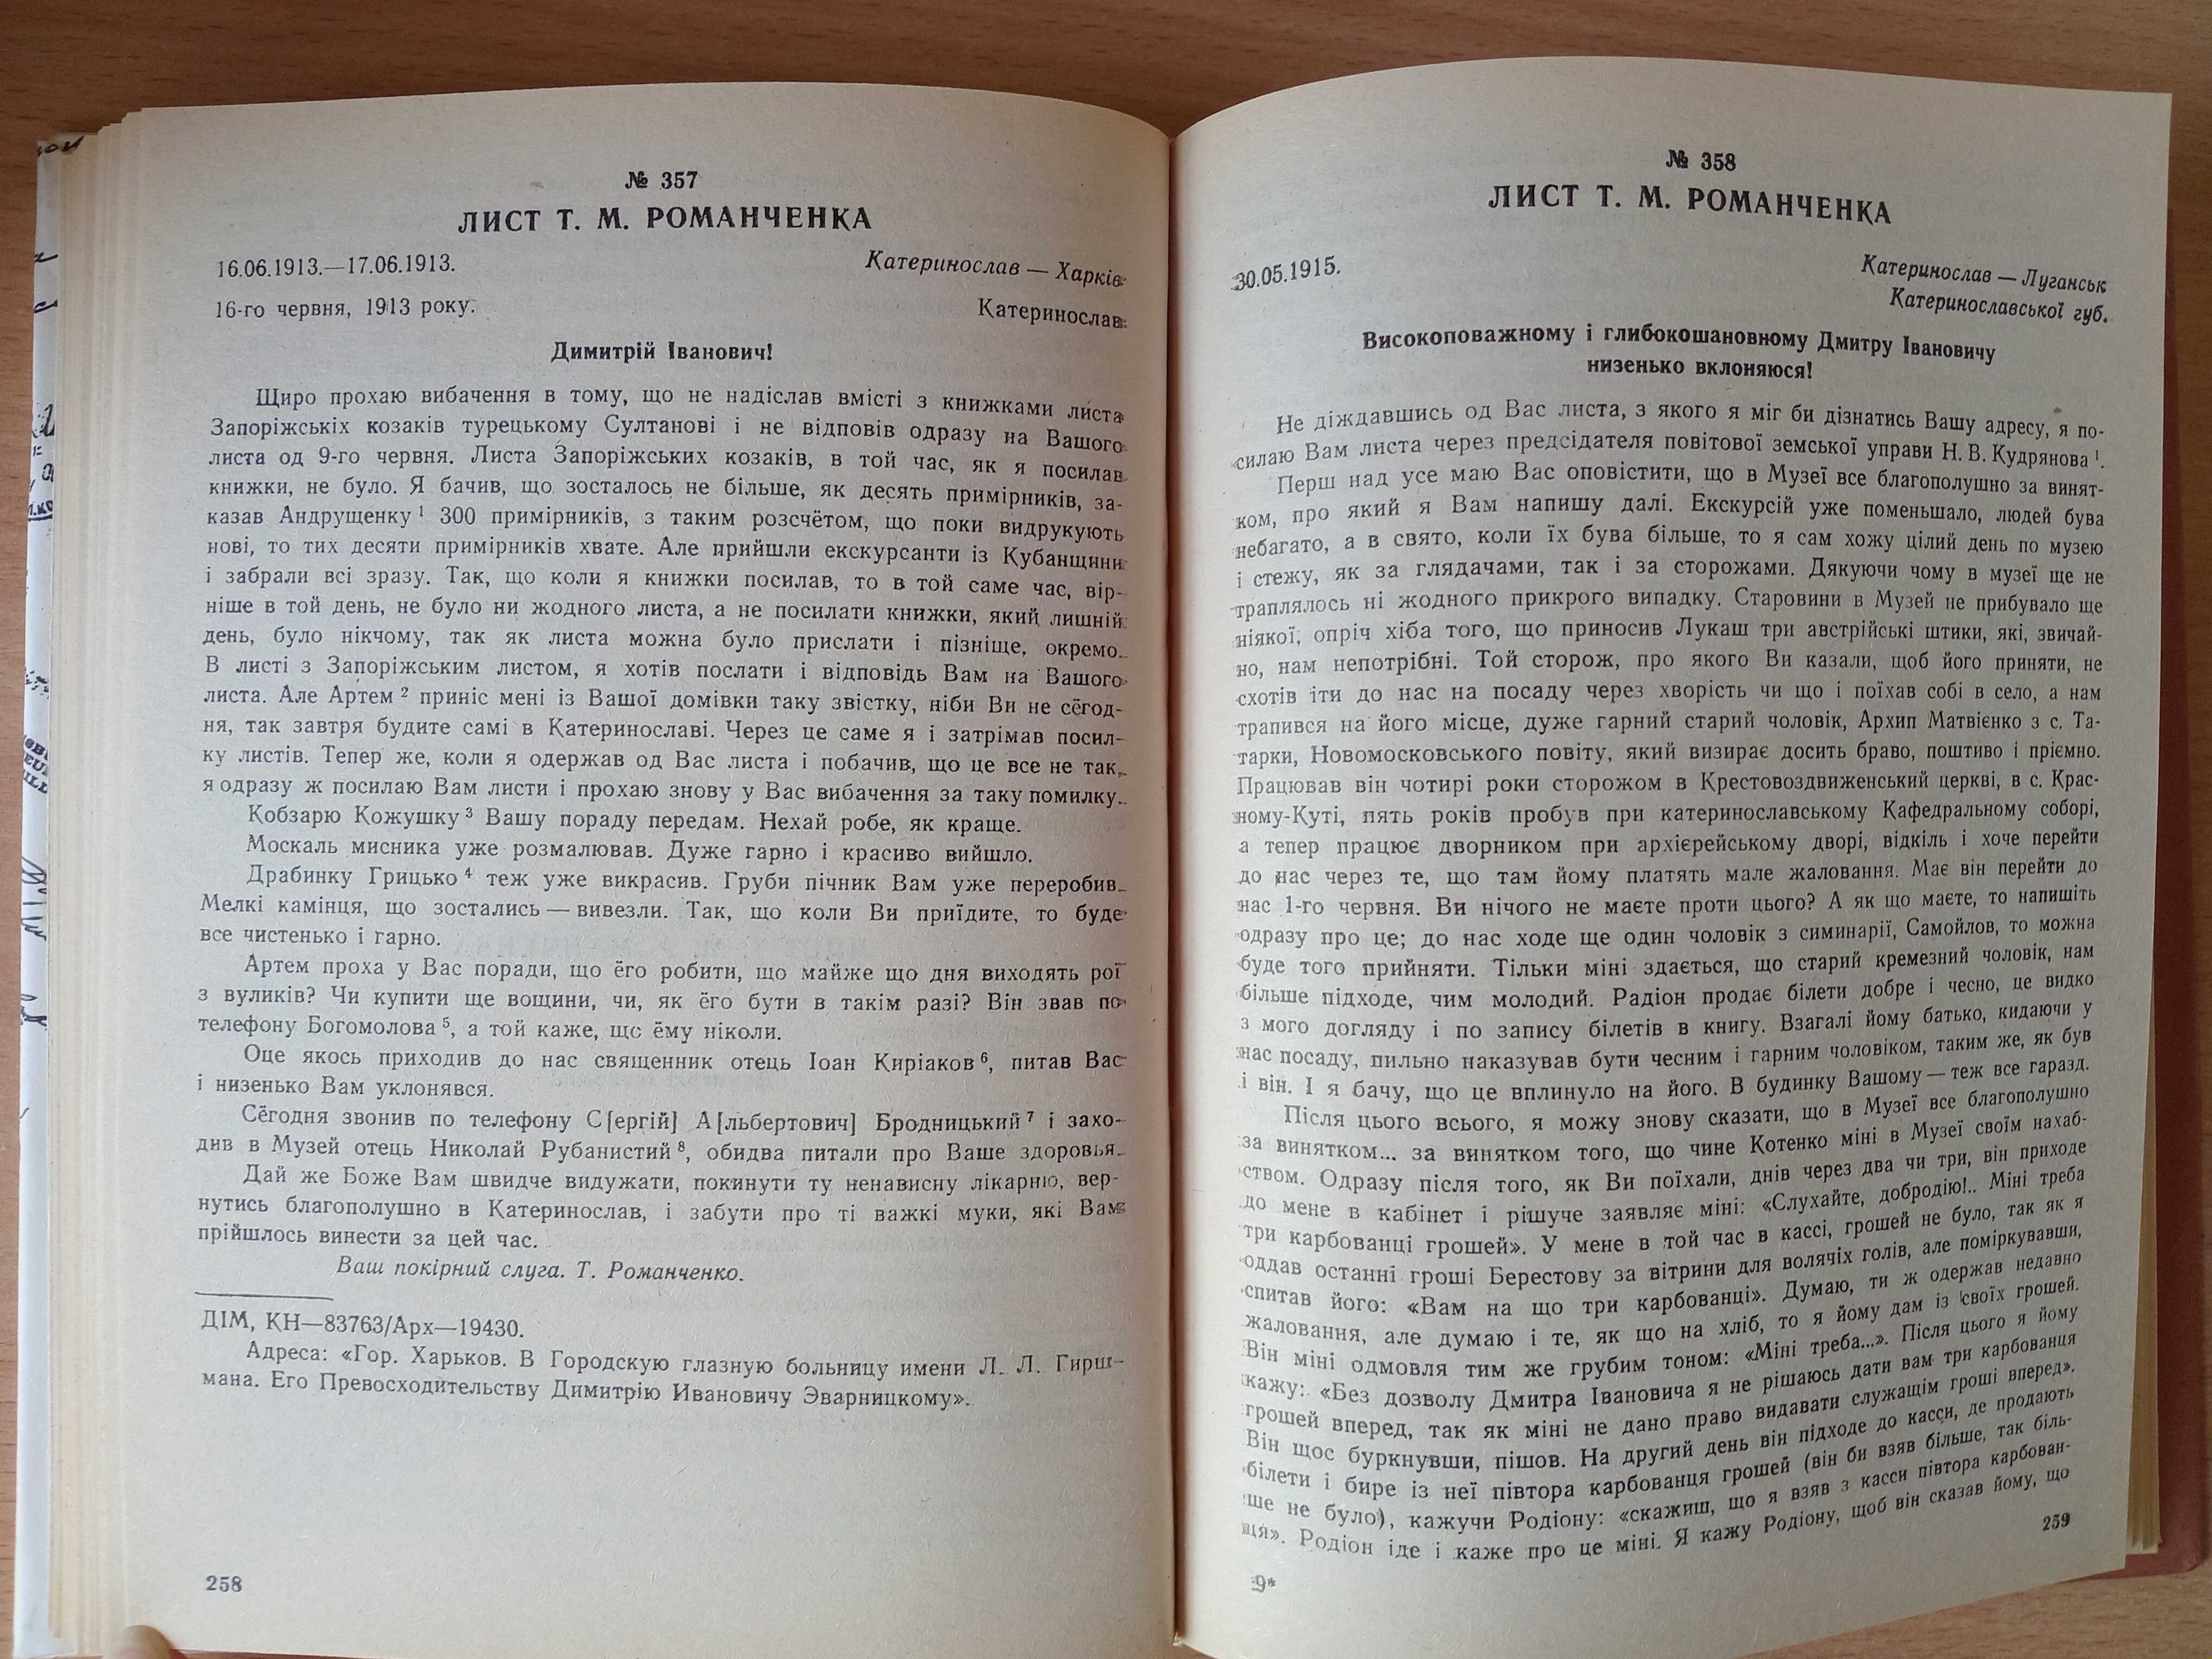 № 357
ЛИСТ Т. М. РОМАНЧЕНКА
16.06.1913.—17.06.1913.
Катеринослав — Харків
16-го червня, 1913 року.
Катеринослав
Димитрій Іванович!
Щиро прохаю вибачення в тому, що не надіслав вмісті з книжками листа
Запоріжськіх козаків турецькому Султанові і не відповів одразу на Вашого
листа од 9-го червня. Листа Запоріжських козаків, в той час, як я посилав
книжки, не було. Я бачив, що зосталось не більше, як десять примірників, за-
казав Андрущенку 1 300 примірників, з таким розсчётом, що поки видрукують
нові, то тих десяти примірників хвате. Але прийшли екскурсанти із Кубанщини
і забрали всі зразу. Так, що коли я книжки посилав, то в той саме час, вір-
ніше в той день, не було ни жодного листа, а не посилати книжки, який лишній
день, було нікчому, так як листа можна було прислати і пізніще, окремо.
В листі з Запоріжським листом, я хотів послати і відповідь Вам на Вашого
листа. Але Артем 2 приніс мені із Вашої домівки таку звістку, ніби Ви не сёгод-
ня, так завтря будите самі в Катеринославі. Через це саме я і затрімав посил-
ку листів. Тепер же, коли я одержав од Вас листа і побачив, що це все не так,
я одразу ж посилаю Вам листи і прохаю знову у Вас вибачення за таку помилку.
Кобзарю Кожушку 3 Вашу пораду передам. Нехай робе, як краще.
Москаль мисника уже розмалював. Дуже гарно і красиво вийшло.
Драбинку Грицько 4 теж уже викрасив. Груби пічник Вам уже переробив.
Мелкі камінця, що зостались — вивезли. Так, що коли Ви приїдите, то буде
все чистенько і гарно.
Артем проха у Вас поради, що ёго робити, що майже що дня виходять рої
з вуликів? Чи купити ще вощини, чи, як ёго бути в такім разі? Він звав по
телефону Богомолова 5, а той каже, що ёму ніколи.
Оце якось приходив до нас священник отець Іоан Киріаков 6, питав Вас
і низенько Вам уклонявся.
Сёгодня звонив по телефону С[ергій] А[льбертович] Бродницький 7 і захо-
див в Музей отець Николай Рубанистий 8, обидва питали про Ваше здоровья.
Дай же Боже Вам швидче видужати, покинути ту ненависну лікарню, вер-
нутись благополушно в Катеринослав, і забути про ті важкі муки, які Вам
прійшлось винести за цей час.
Ваш покірний слуга. Т. Романченко.
ДІМ, КН—83763/Арх—19430.
Адреса: «Гор. Харьков. В Городскую глазную больницу имени Л. Л. Гирш-
мана. Его Превосходительству Димитрію Ивановичу Эварницкому».
258
№ 358
ЛИСТ Т. М. РОМАНЧЕНКА
30.05.1915.
Катеринослав — Луганськ
Катеринославської губ.
Високоповажному і глибокошановному Дмитру Івановичу
низенько вклоняюся!
Не діждавшись од Вас листа, з якого я міг би дізнатись Вашу адресу, я по-
силаю Вам листа через предсідателя повітової земської управи Н. В. Кудрянова 1.
Перш над усе маю Вас оповістити, що в Музеї все благополушно за винят-
ком, про який я Вам напишу далі. Екскурсій уже поменьшало, людей бува
небагато, а в свято, коли їх бува більше, то я сам хожу цілий день по музею
і стежу, як за глядачами, так і за сторожами. Дякуючи чому в музеї ще не
траплялось ні жодного прикрого випадку. Старовини в Музей не прибувало ще
ніякої, опріч хіба того, що приносив Лукаш три австрійські штики, які, звичай-
но, нам непотрібні. Той сторож, про якого Ви казали, щоб його приняти, не
схотів іти до нас на посаду через хворість чи що і поїхав собі в село, а нам
трапився на його місце, дуже гарний старий чоловік, Архип Матвієнко з с. Та-
тарки, Новомосковського повіту, який визирає досить браво, поштиво і пріємно.
Працював він чотирі роки сторожом в Крестовоздвиженський церкві, в с. Крас-
ному-Куті, пять років пробув при катеринославському Кафедральному соборі,
а тепер працює дворником при архієрейському дворі, відкіль і хоче перейти
до нас через те, що там йому платять мале жаловання. Має він перейти до
нас 1-го червня. Ви нічого не маєте проти цього? А як що маєте, то напишіть
одразу про це; до нас ходе ще один чоловік з симинарії, Самойлов, то можна
буде того прийняти. Тільки міні здається, що старий кремезний чоловік, нам
більше підходе, чим молодий. Радіон продає білети добре і чесно, це видко
з мого догляду і по запису білетів в книгу. Взагалі йому батько, кидаючи у
нас посаду, пильно наказував бути чесним і гарним чоловіком, таким же, як був
і він. І я бачу, що це вплинуло на його. В будинку Вашому — теж все гаразд.
Після цього всього, я можу знову сказати, що в Музеї все благополушно
за винятком... за винятком того, що чине Котенко міні в Музеї своїм нахаб-
ством. Одразу після того, як Ви поїхали, днів через два чи три, він приходе
до мене в кабінет і рішуче заявляє міні: «Слухайте, добродію!.. Міні треба
три карбованці грошей». У мене в той час в кассі, грошей не було, так як я
оддав останні гроші Берестову за вітрини для волячіх голів, але поміркувавши,
спитав його: «Вам на що три карбованці». Думаю, ти ж одержав недавно
жаловання, але думаю і те, як що на хліб, то я йому дам із своїх грошей.
Він міні одмовля тим же грубим тоном: «Міні треба...». Після цього я йому
кажу: «Без дозволу Дмитра Івановича я не рішаюсь дати вам три карбованця
грошей вперед, так як міні не дано право видавати служащім гроші вперед».
Він щос буркнувши, пішов. На другий день він підходе до касси, де продають
білети і бире із неї півтора карбованця грошей (він би взяв більше, так біль-
ше не було), кажучи Родіону: «скажиш, що я взяв з касси півтора карбован-
ця». Родіон іде і каже про це міні. Я кажу Родіону, щоб він сказав йому, що
259
9*